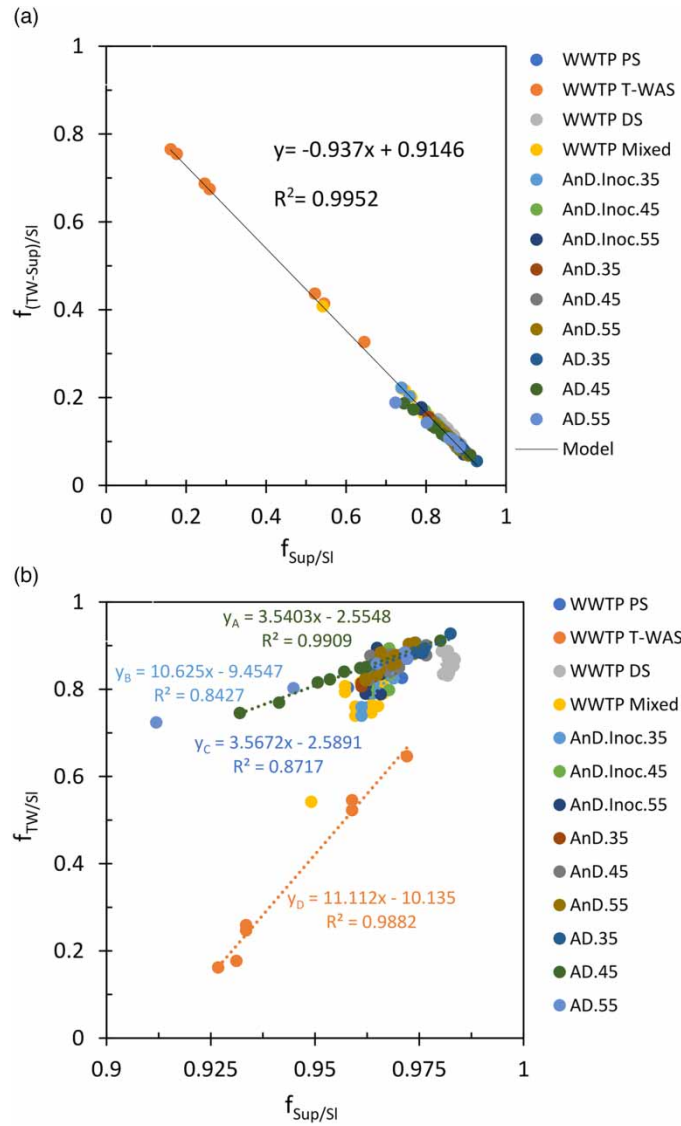 (a)
1
0.8
0.6
0.4
0.2
0
f(TW-Sup)/Sl
y= -0.937x + 0.9146
R²= 0.9952
0 0.2 0.4 0.6 0.8 1
fSup/Sl
WWTP PS
WWTP T-WAS
WWTP DS
WWTP Mixed
AnD.Inoc.35
AnD.Inoc.45
AnD.Inoc.55
AnD.35
AnD.45
AnD.55
AD.35
AD.45
AD.55
Model
(b)
1
0.8
0.6
0.4
0.2
0
fTW/Sl
yA = 3.5403x - 2.5548
R² = 0.9909
yB = 10.625x - 9.4547
R² = 0.8427
yC = 3.5672x - 2.5891
R² = 0.8717
yD = 11.112x - 10.135
R² = 0.9882
0.9 0.925 0.95 0.975 1
fSup/Sl
WWTP PS
WWTP T-WAS
WWTP DS
WWTP Mixed
AnD.Inoc.35
AnD.Inoc.45
AnD.Inoc.55
AnD.35
AnD.45
AnD.55
AD.35
AD.45
AD.55